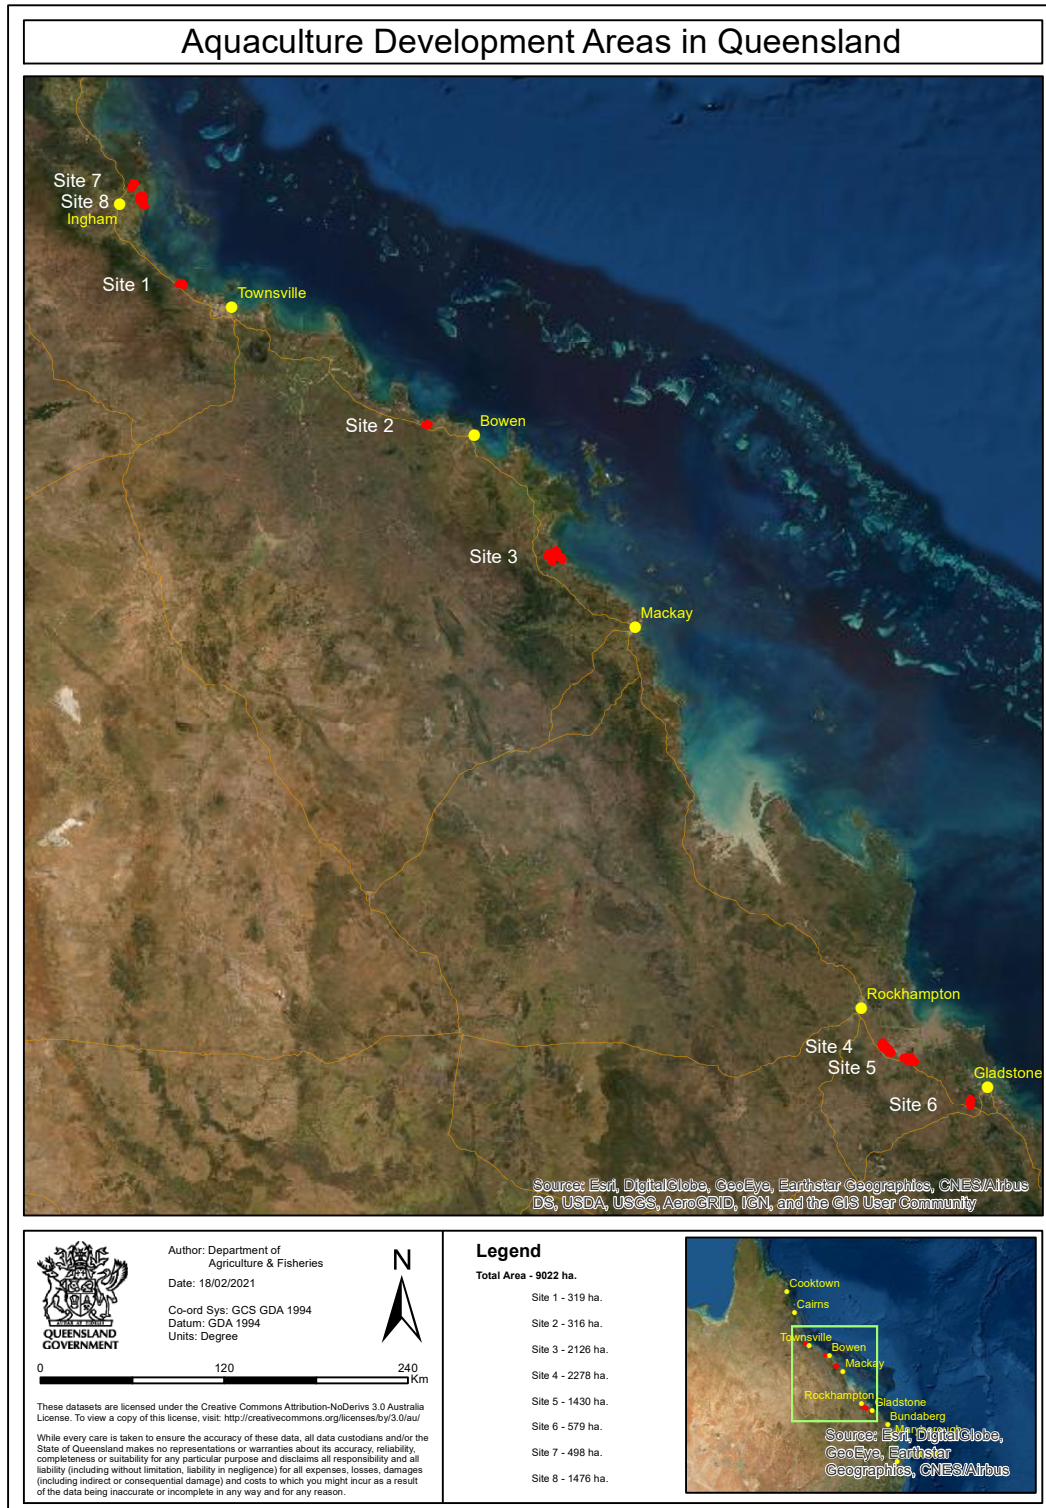 Aquaculture Development Areas in Queensland
Site 7
Site 8
Ingham
Site 1
Townsville
Site 2
Bowen
Site 3
Mackay
Rockhampton
Site 4
Site 5
Gladstone
Site 6
Source: Esri, DigitalGlobe, GeoEye, Earthstar Geographics, CNES/Airbus
DS, USDA, USGS, AeroGRID, IGN, and the GIS User Community
QUEENSLAND
GOVERNMENT
Author: Department of
Agriculture & Fisheries
Date: 18/02/2021
Co-ord Sys: GCS GDA 1994
Datum: GDA 1994
Units: Degree
N
0 120 240
Km
These datasets are licensed under the Creative Commons Attribution-NoDerivs 3.0 Australia
License. To view a copy of this license, visit: http://creativecommons.org/licenses/by/3.0/au/
While every care is taken to ensure the accuracy of these data, all data custodians and/or the
State of Queensland makes no representations or warranties about its accuracy, reliability,
completeness or suitability for any particular purpose and disclaims all responsibility and all
liability (including without limitation, liability in negligence) for all expenses, losses, damages
(including indirect or consequential damage) and costs to which you might incur as a result
of the data being inaccurate or incomplete in any way and for any reason.
Legend
Total Area - 9022 ha.
Site 1 - 319 ha.
Site 2 - 316 ha.
Site 3 - 2126 ha.
Site 4 - 2278 ha.
Site 5 - 1430 ha.
Site 6 - 579 ha.
Site 7 - 498 ha.
Site 8 - 1476 ha.
Cooktown
Cairns
Townsville
Bowen
Mackay
Rockhampton
Gladstone
Bundaberg
Source: Esri, DigitalGlobe,
GeoEye, Earthstar
Geographics, CNES/Airbus